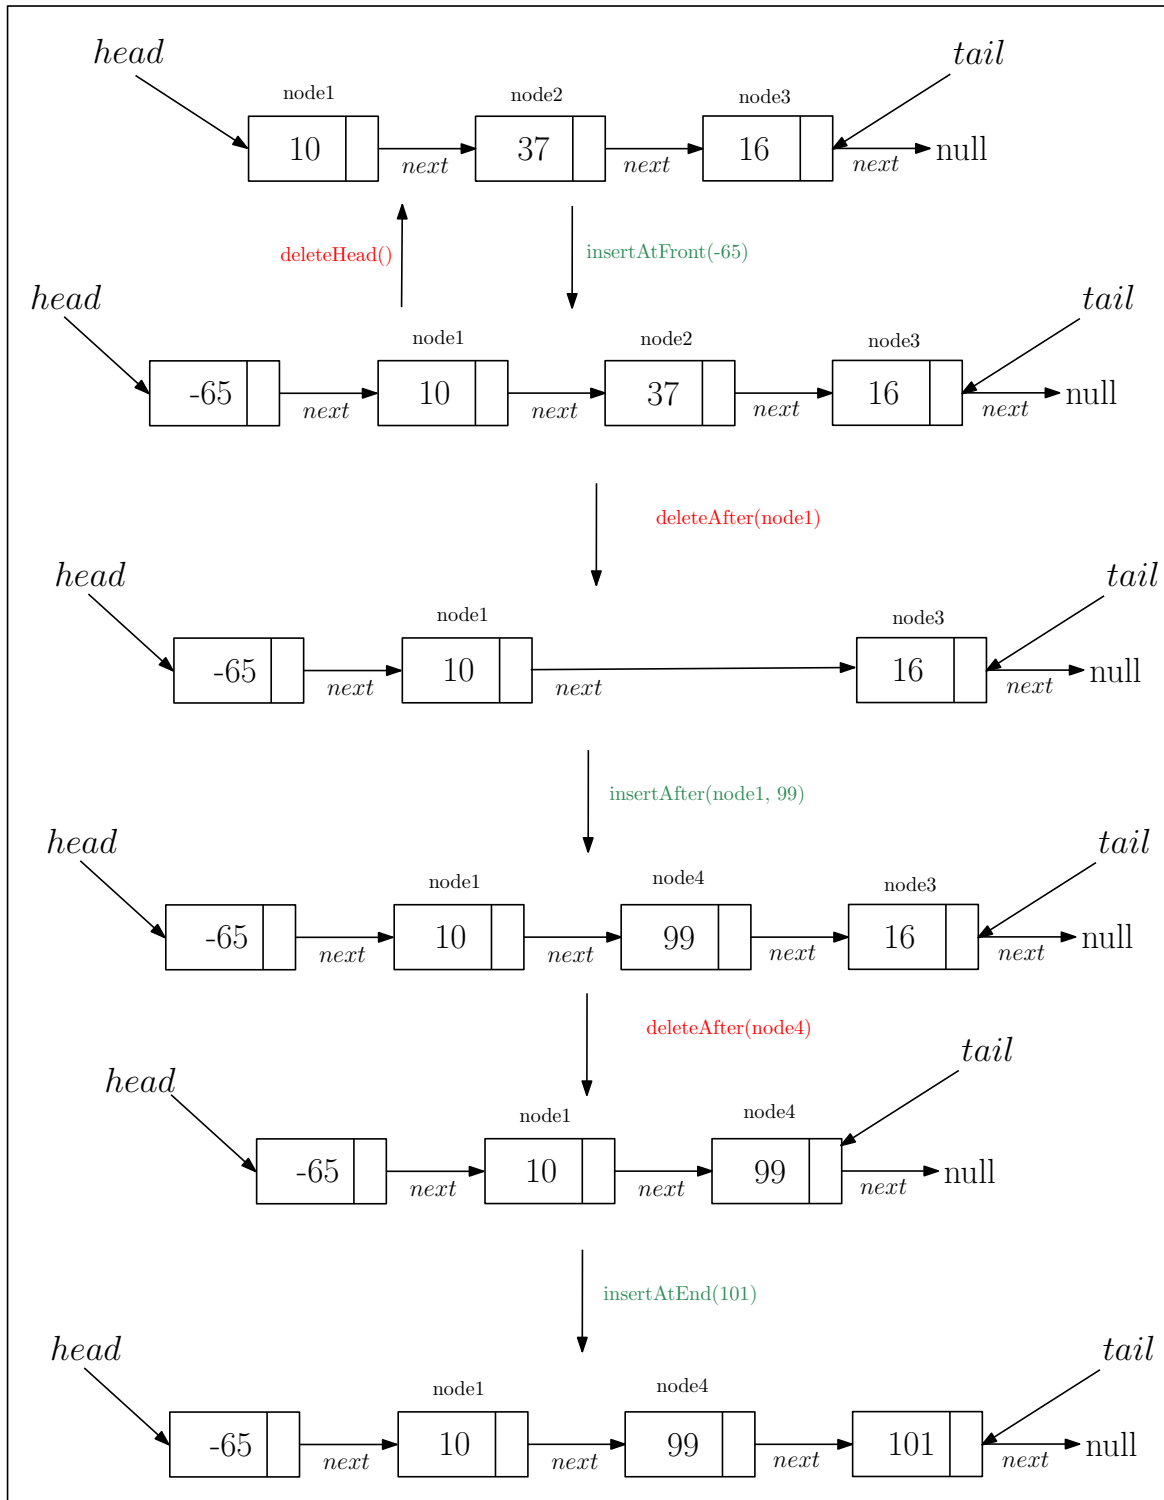 head
tail
node1 node2 node3
10 37 16 null
next next next
deleteHead() insertAtFront(-65)
head tail
node1 node2 node3
-65 10 37 16 null
next next next next
deleteAfter(node1)
head tail
node1 node3
-65 10 16 null
next next next
insertAfter(node1, 99)
head tail
node1 node4 node3
-65 10 99 16 null
next next next next
deleteAfter(node4)
tail
head
node1 node4
-65 10 99 null
next next next
insertAtEnd(101)
head tail
node1 node4
-65 10 99 101 null
next next next next